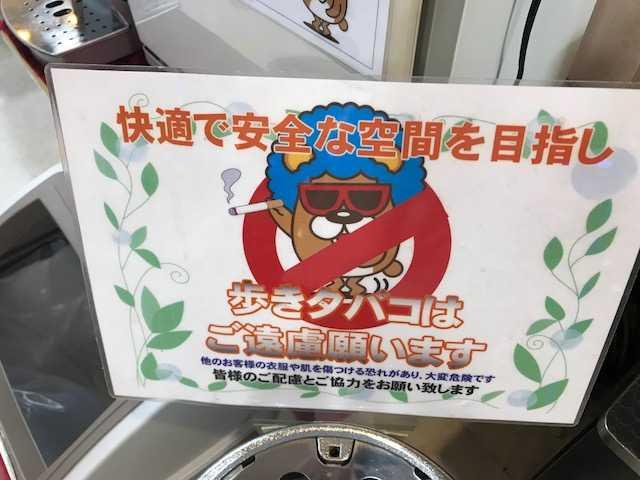 快適で安全な空間を目指し
歩きタバコは
ご遠慮願います
他のお客様の衣服や肌を傷つける恐れがあり、大変危険です
皆様のご配慮とご協力をお願い致します